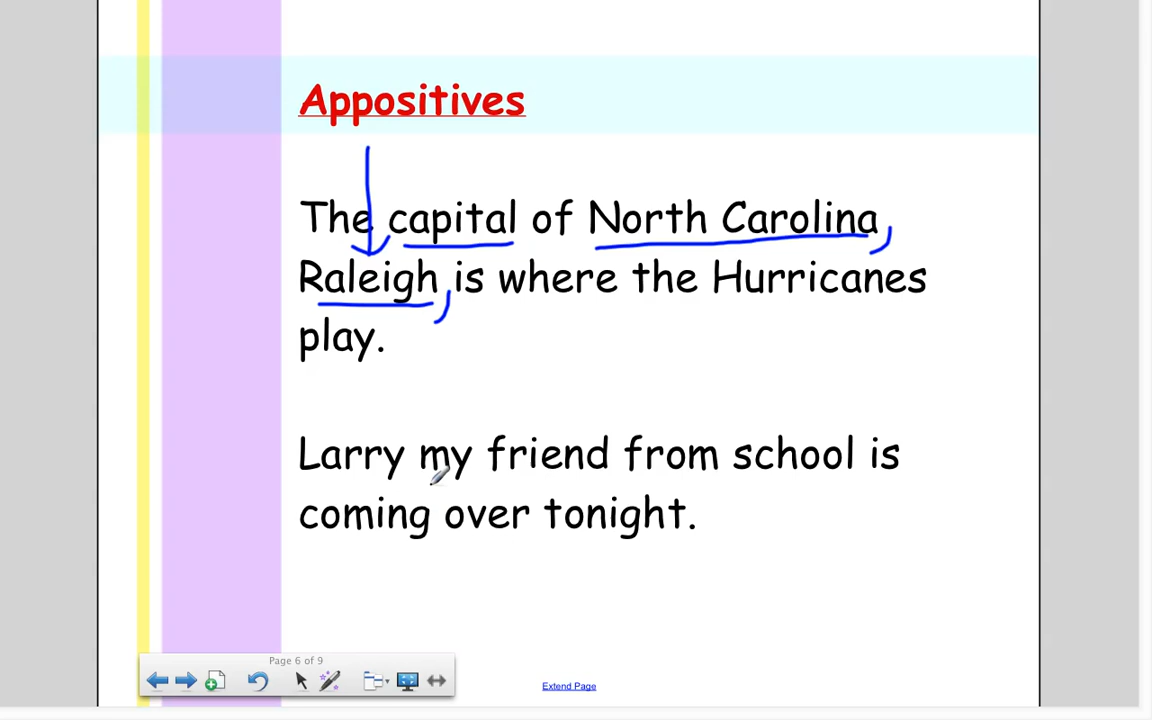 Appositives
The capital of North Carolina,
Raleigh, is where the Hurricanes
play.
Larry my friend from school is
coming over tonight.
Page 6 of 9
Extend Page